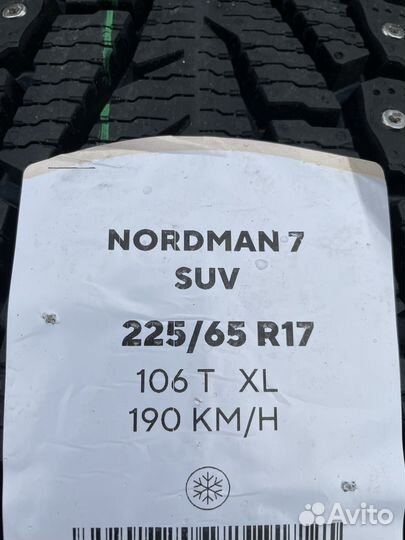 NORDMAN 7
SUV
225/65 R17
106 T XL
190 KM/H
Avito